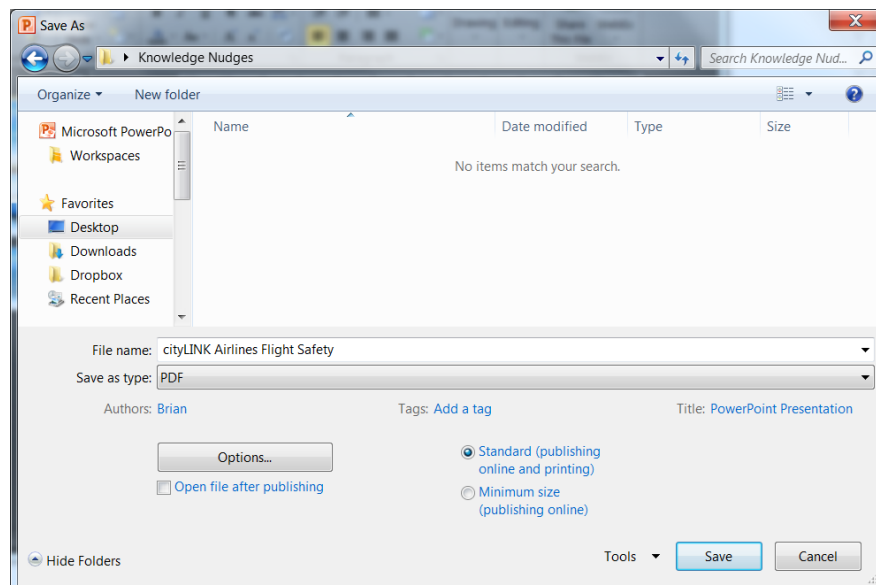 Save As
Knowledge Nudges
Search Knowledge Nud...
Organize
New folder
Microsoft PowerPo
Workspaces
Favorites
Desktop
Downloads
Dropbox
Recent Places
Name Date modified Type Size
No items match your search.
File name: cityLINK Airlines Flight Safety
Save as type: PDF
Authors: Brian Tags: Add a tag Title: PowerPoint Presentation
Options...
Open file after publishing
Standard (publishing
online and printing)
Minimum size
(publishing online)
Hide Folders
Tools Save Cancel